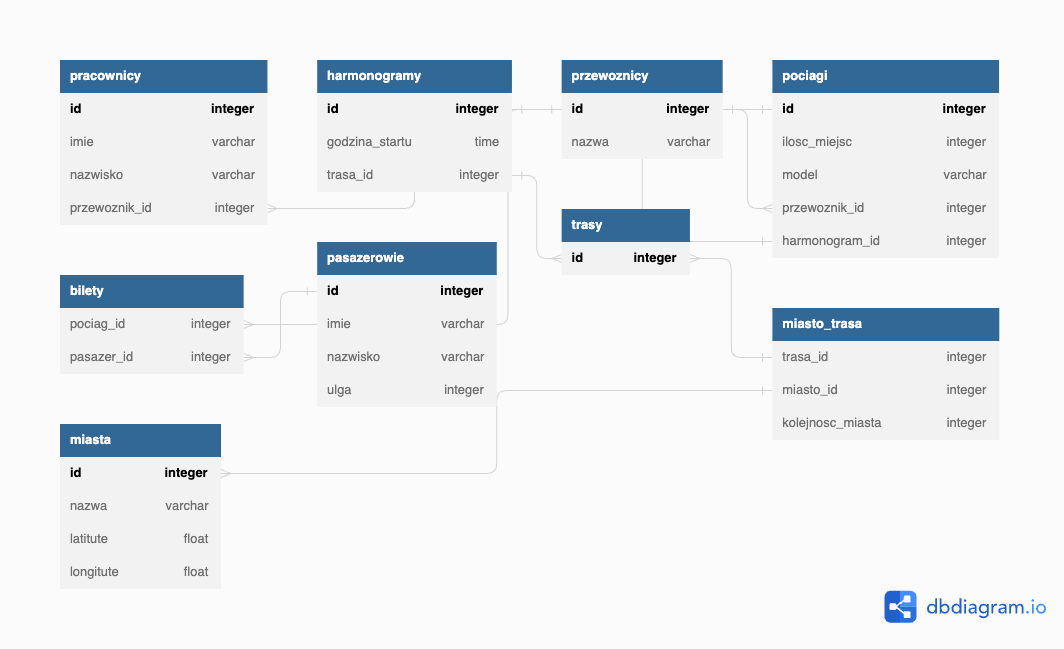 pracownicy
id integer
imie varchar
nazwisko varchar
przewoznik_id integer
harmonogramy
id integer
godzina_startu time
trasa_id integer
przewoznicy
id integer
nazwa varchar
pociagi
id integer
ilosc_miejsc integer
model varchar
przewoznik_id integer
harmonogram_id integer
trasy
id integer
pasazerowie
id integer
imie varchar
nazwisko varchar
ulga integer
bilety
pociag_id integer
pasazer_id integer
miasto_trasa
trasa_id integer
miasto_id integer
kolejnosc_miasta integer
miasta
id integer
nazwa varchar
latitute float
longitute float
dbdiagram.io